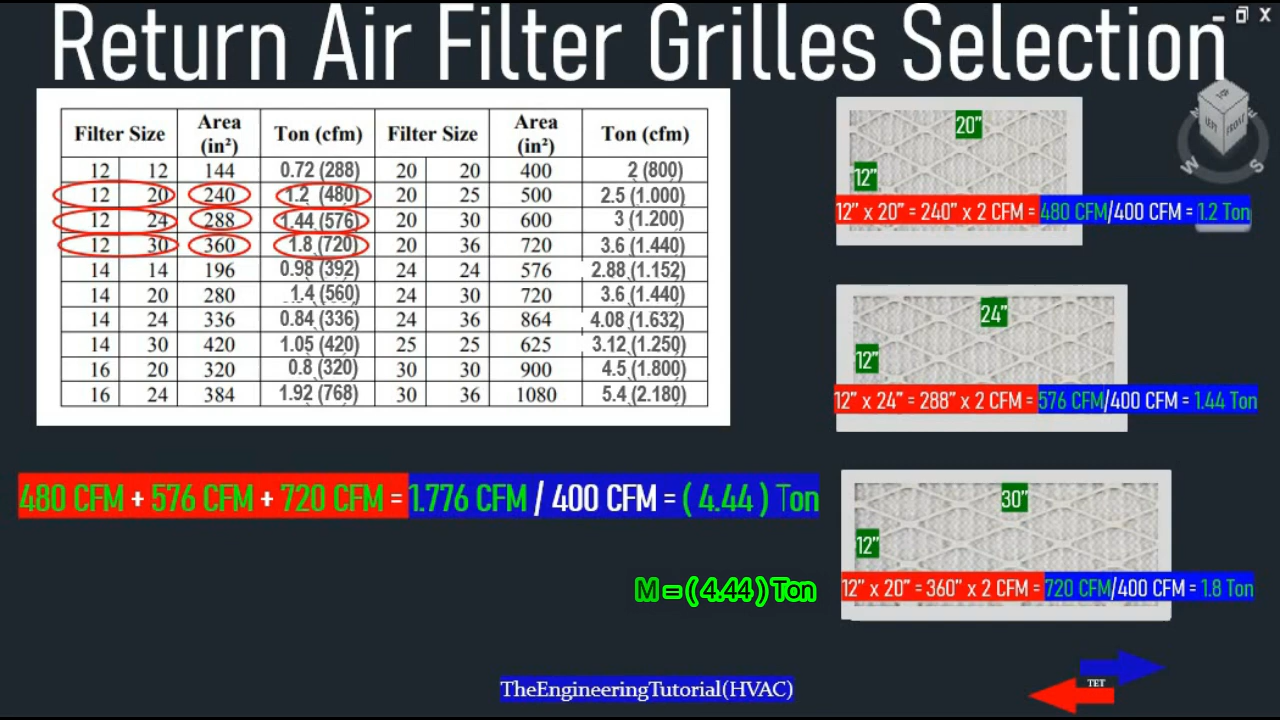 Return Air Filter Grilles Selection
Filter Size Area (in²) Ton (cfm) Filter Size Area (in²) Ton (cfm)
12 12 144 0.72 (288) 20 20 400 2 (800)
12 20 240 1.2 (480) 20 25 500 2.5 (1.000)
12 24 288 1.44 (576) 20 30 600 3 (1.200)
12 30 360 1.8 (720) 20 36 720 3.6 (1.440)
14 14 196 0.98 (392) 24 24 576 2.88 (1.152)
14 20 280 1.4 (560) 24 30 720 3.6 (1.440)
14 24 336 0.84 (336) 24 36 864 4.08 (1.632)
14 30 420 1.05 (420) 25 25 625 3.12 (1.250)
16 20 320 0.8 (320) 30 30 900 4.5 (1.800)
16 24 384 1.92 (768) 30 36 1080 5.4 (2.180)
20”
12”
12” x 20” = 240” x 2 CFM = 480 CFM/400 CFM = 1.2 Ton
24”
12”
12” x 24” = 288” x 2 CFM = 576 CFM/400 CFM = 1.44 Ton
30”
12”
12” x 20” = 360” x 2 CFM = 720 CFM/400 CFM = 1.8 Ton
480 CFM + 576 CFM + 720 CFM = 1.776 CFM / 400 CFM = ( 4.44 ) Ton
M = ( 4.44 ) Ton
TheEngineeringTutorial(HVAC)
TET
LEFT FRONT
W S